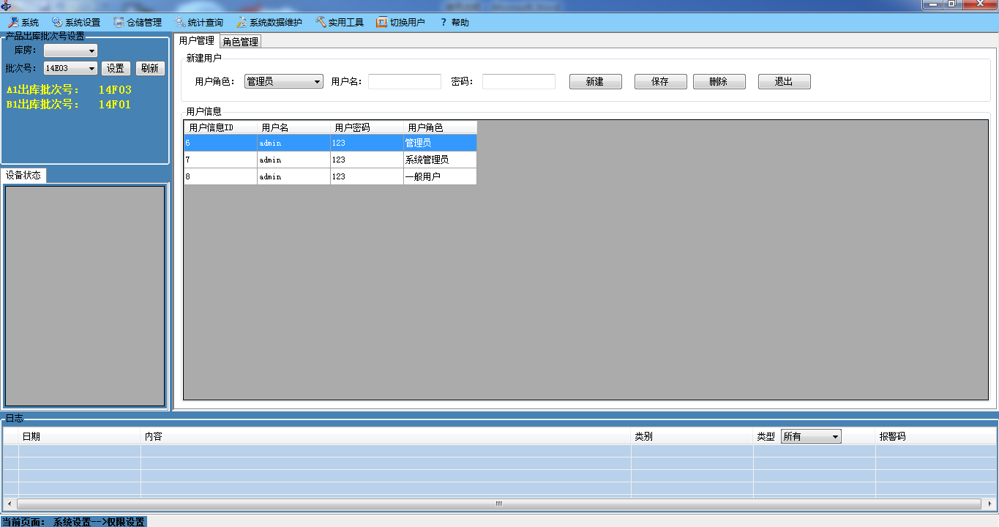 系统 系统设置 仓储管理 统计查询 系统数据维护 实用工具 切换用户 ? 帮助
产品出库批次号设置
库房:
批次号: 14E03 设置 刷新
A1出库批次号: 14F03
B1出库批次号: 14F01
设备状态
用户管理 角色管理
新建用户
用户角色: 管理员 用户名: 密码: 新建 保存 删除 退出
用户信息
用户信息ID 用户名 用户密码 用户角色
6 admin 123 管理员
7 admin 123 系统管理员
8 admin 123 一般用户
日志
日期 内容 类别 类型 所有 报警码
当前页面: 系统设置-->权限设置